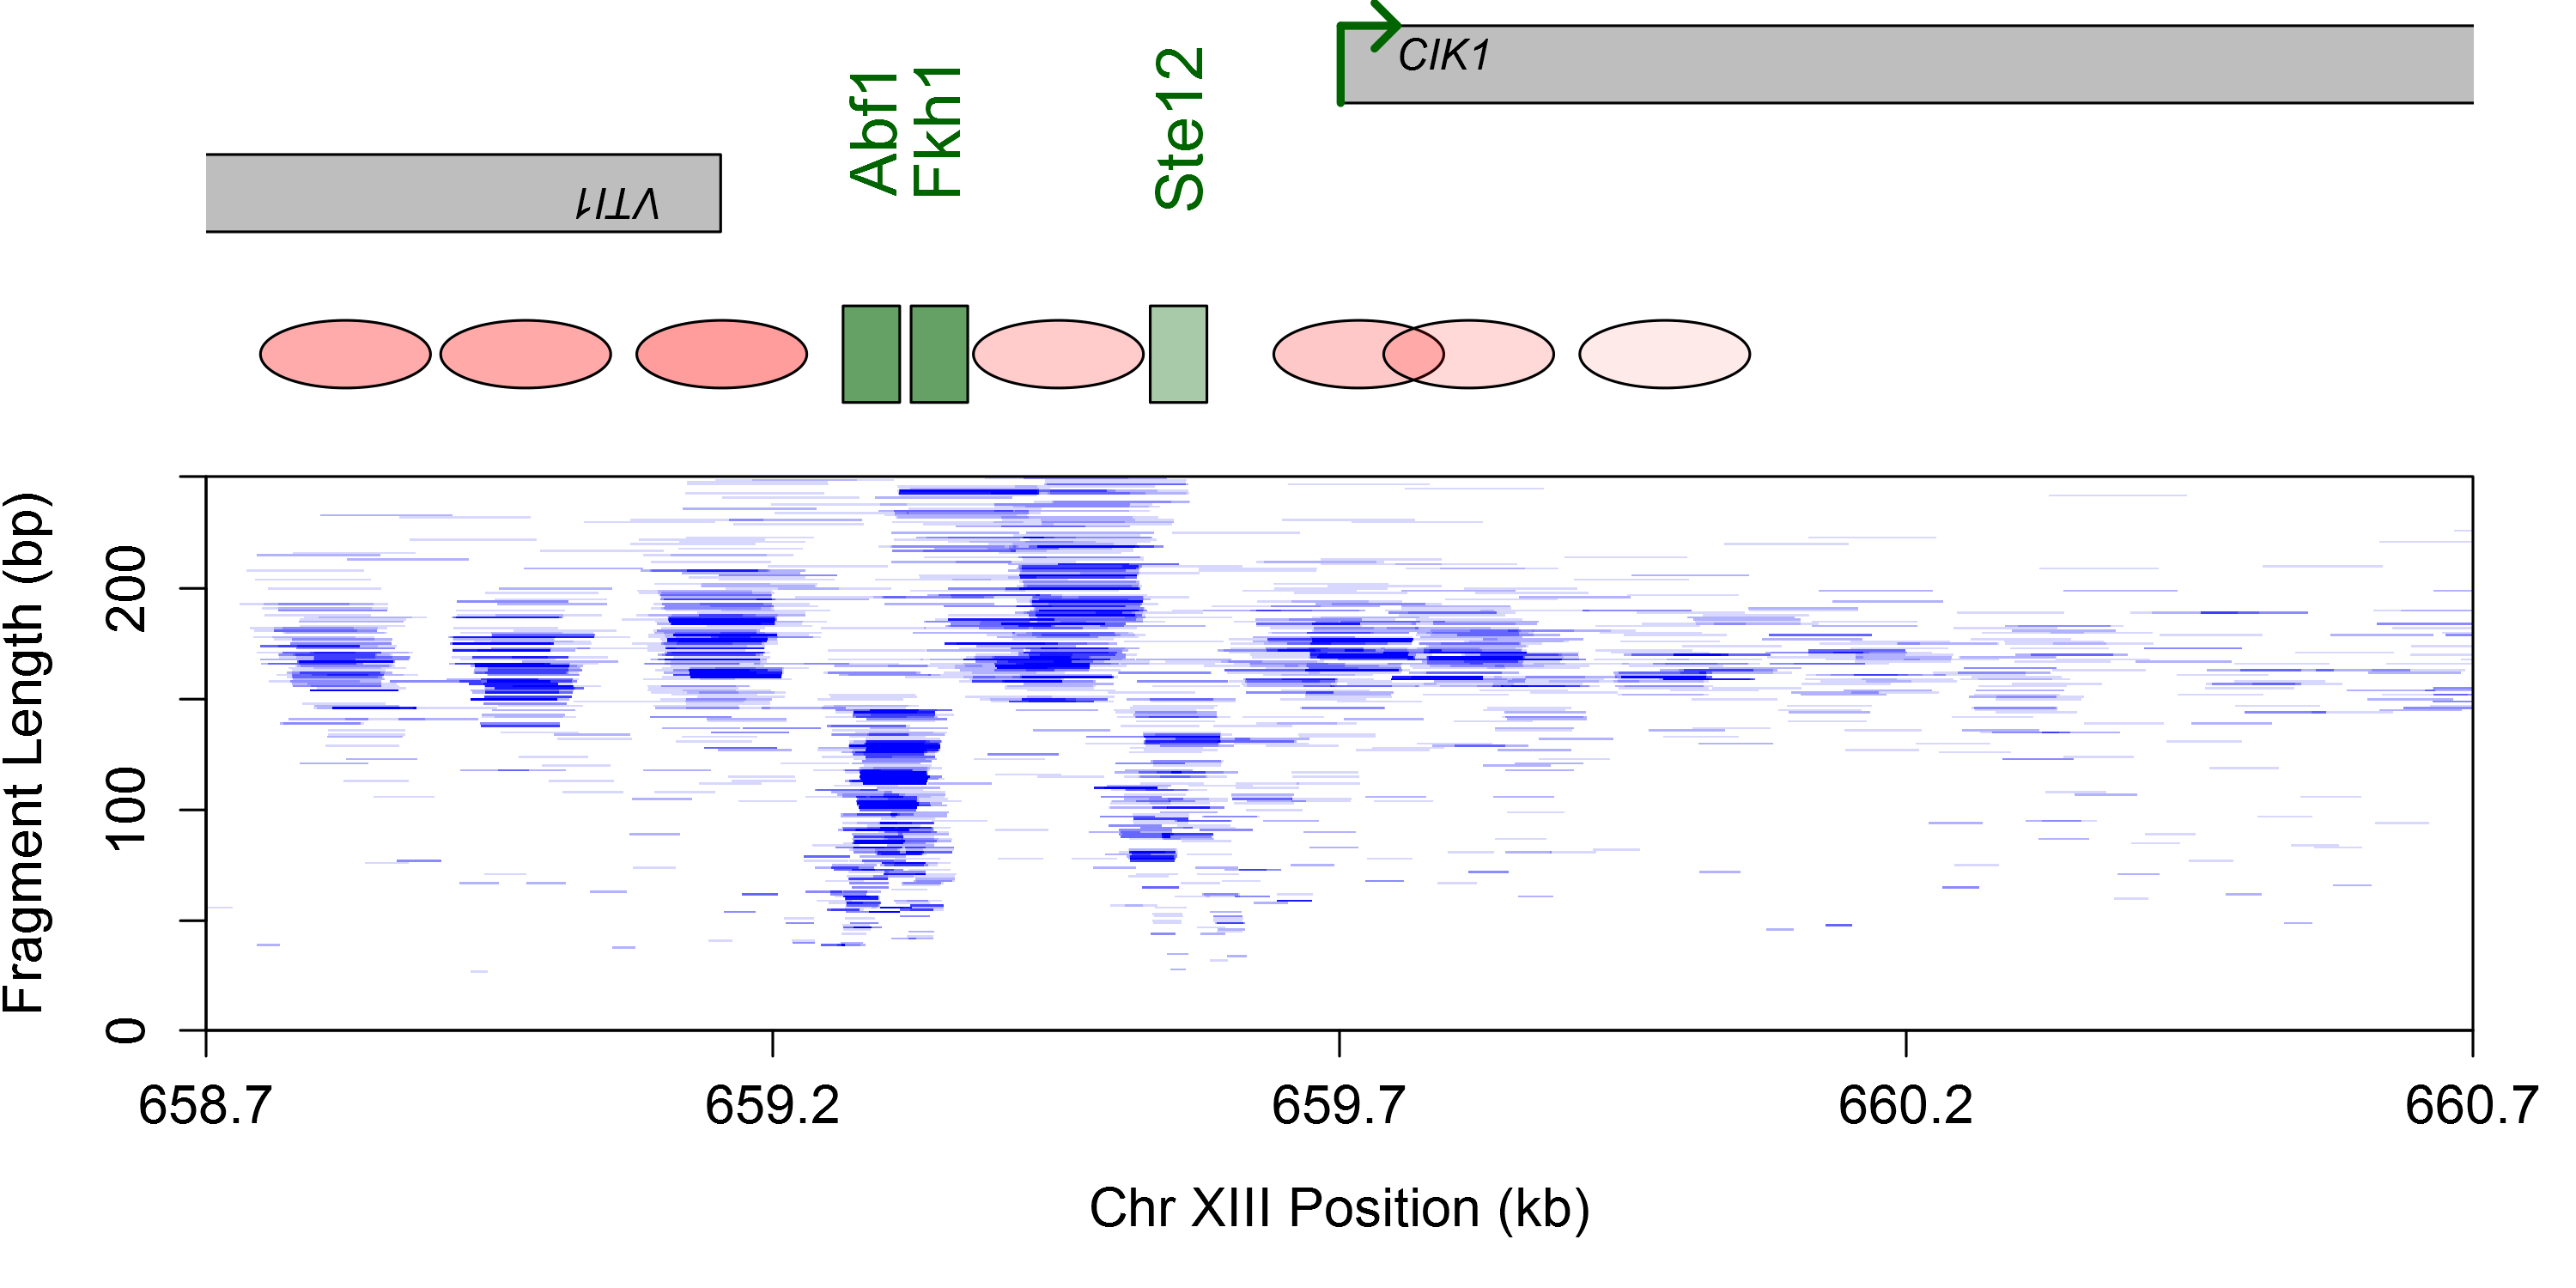 CIK1
Abf1
Fkh1
Ste12
VTI1
Fragment Length (bp)
200
100
0
658.7
659.2
659.7
660.2
660.7
Chr XIII Position (kb)